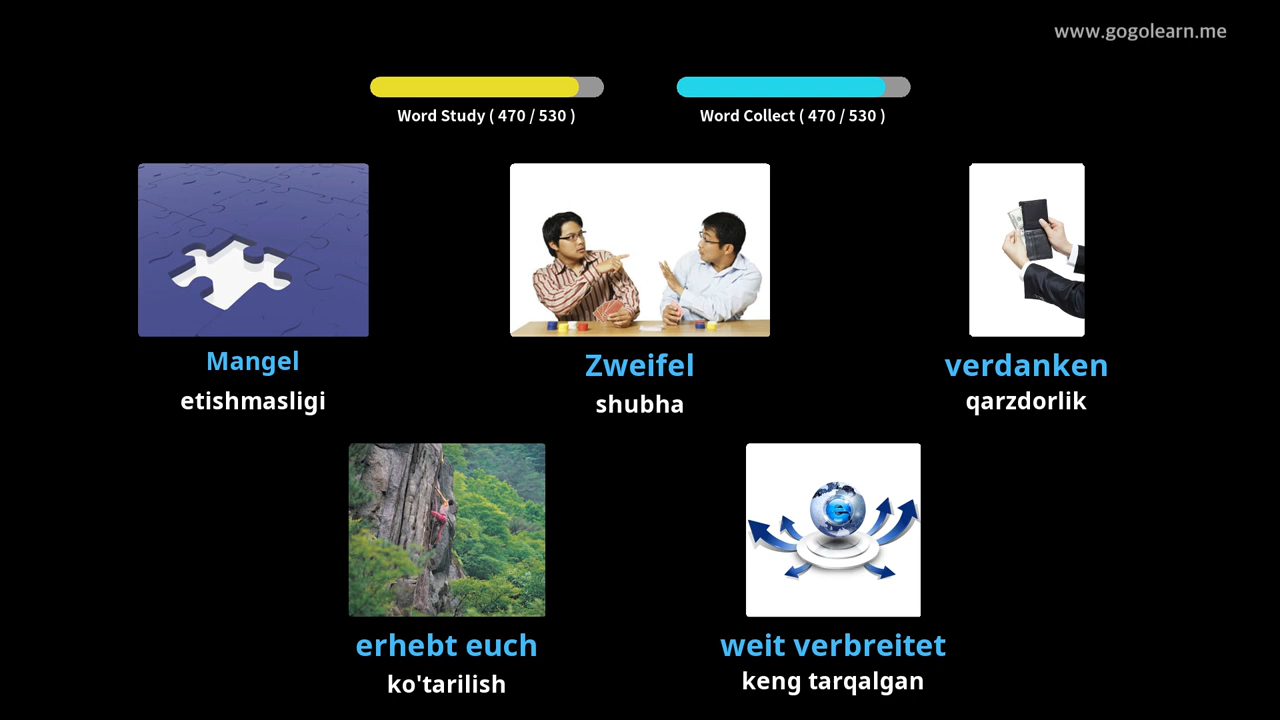 www.gogolearn.me
Word Study ( 470 / 530 )
Word Collect ( 470 / 530 )
Mangel
etishmasligi
Zweifel
shubha
verdanken
qarzdorlik
erhebt euch
ko'tarilish
weit verbreitet
keng tarqalgan